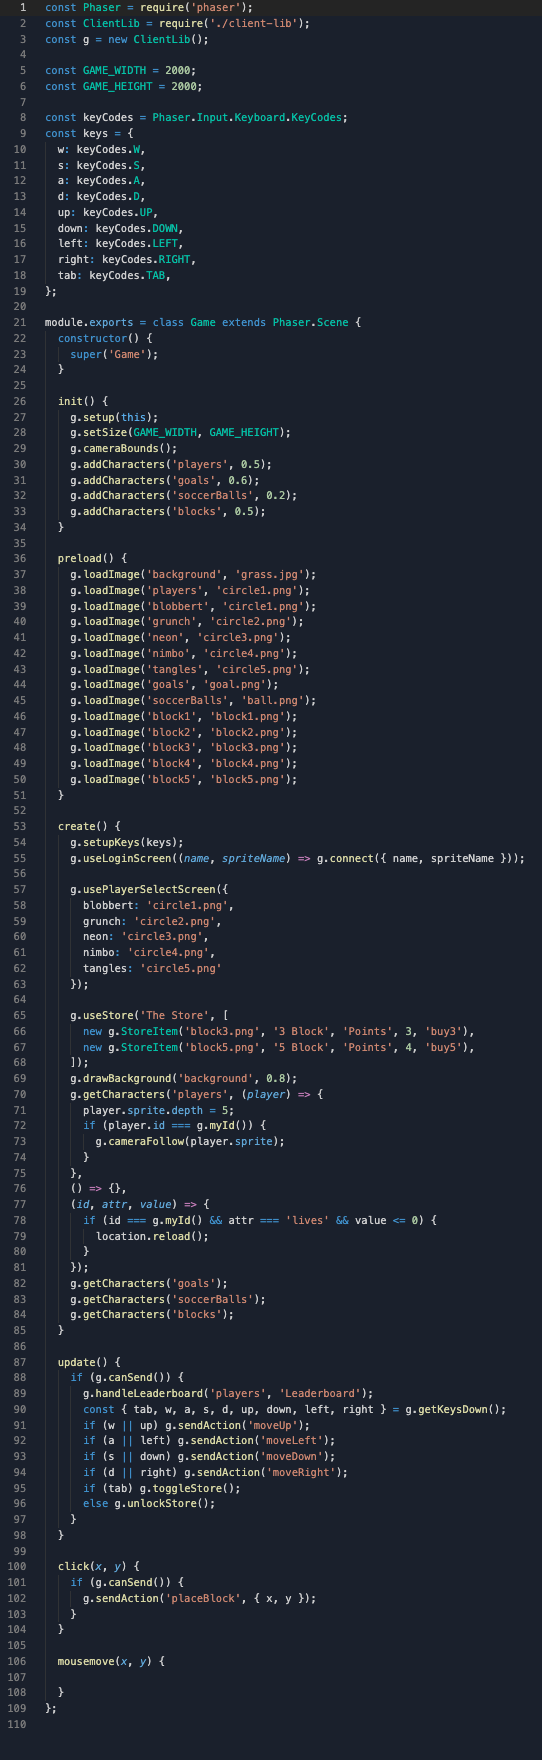 1 const Phaser = require('phaser');
2 const ClientLib = require('./client-lib');
3 const g = new ClientLib();
4
5 const GAME_WIDTH = 2000;
6 const GAME_HEIGHT = 2000;
7
8 const keyCodes = Phaser.Input.Keyboard.KeyCodes;
9 const keys = {
10   w: keyCodes.W,
11   s: keyCodes.S,
12   a: keyCodes.A,
13   d: keyCodes.D,
14   up: keyCodes.UP,
15   down: keyCodes.DOWN,
16   left: keyCodes.LEFT,
17   right: keyCodes.RIGHT,
18   tab: keyCodes.TAB,
19 };
20
21 module.exports = class Game extends Phaser.Scene {
22   constructor() {
23     super('Game');
24   }
25
26   init() {
27     g.setup(this);
28     g.setSize(GAME_WIDTH, GAME_HEIGHT);
29     g.cameraBounds();
30     g.addCharacters('players', 0.5);
31     g.addCharacters('goals', 0.6);
32     g.addCharacters('soccerBalls', 0.2);
33     g.addCharacters('blocks', 0.5);
34   }
35
36   preload() {
37     g.loadImage('background', 'grass.jpg');
38     g.loadImage('players', 'circle1.png');
39     g.loadImage('blobbert', 'circle1.png');
40     g.loadImage('grunch', 'circle2.png');
41     g.loadImage('neon', 'circle3.png');
42     g.loadImage('nimbo', 'circle4.png');
43     g.loadImage('tangles', 'circle5.png');
44     g.loadImage('goals', 'goal.png');
45     g.loadImage('soccerBalls', 'ball.png');
46     g.loadImage('block1', 'block1.png');
47     g.loadImage('block2', 'block2.png');
48     g.loadImage('block3', 'block3.png');
49     g.loadImage('block4', 'block4.png');
50     g.loadImage('block5', 'block5.png');
51   }
52
53   create() {
54     g.setupKeys(keys);
55     g.useLoginScreen((name, spriteName) => g.connect({ name, spriteName }));
56
57     g.usePlayerSelectScreen({
58       blobbert: 'circle1.png',
59       grunch: 'circle2.png',
60       neon: 'circle3.png',
61       nimbo: 'circle4.png',
62       tangles: 'circle5.png'
63     });
64
65     g.useStore('The Store', [
66       new g.StoreItem('block3.png', '3 Block', 'Points', 3, 'buy3'),
67       new g.StoreItem('block5.png', '5 Block', 'Points', 4, 'buy5'),
68     ]);
69     g.drawBackground('background', 0.8);
70     g.getCharacters('players', (player) => {
71       player.sprite.depth = 5;
72       if (player.id === g.myId()) {
73         g.cameraFollow(player.sprite);
74       }
75     },
76     () => {},
77     (id, attr, value) => {
78       if (id === g.myId() && attr === 'lives' && value <= 0) {
79         location.reload();
80       }
81     });
82     g.getCharacters('goals');
83     g.getCharacters('soccerBalls');
84     g.getCharacters('blocks');
85   }
86
87   update() {
88     if (g.canSend()) {
89       g.handleLeaderboard('players', 'Leaderboard');
90       const { tab, w, a, s, d, up, down, left, right } = g.getKeysDown();
91       if (w || up) g.sendAction('moveUp');
92       if (a || left) g.sendAction('moveLeft');
93       if (s || down) g.sendAction('moveDown');
94       if (d || right) g.sendAction('moveRight');
95       if (tab) g.toggleStore();
96       else g.unlockStore();
97     }
98   }
99
100   click(x, y) {
101     if (g.canSend()) {
102       g.sendAction('placeBlock', { x, y });
103     }
104   }
105
106   mousemove(x, y) {
107
108   }
109 };
110